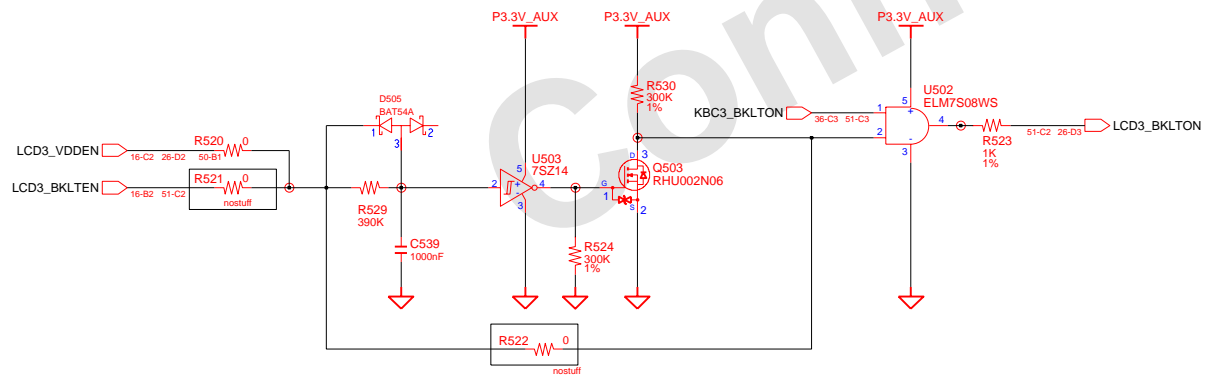 Conf
P3.3V_AUX
P3.3V_AUX
P3.3V_AUX
D505
BAT54A
1
2
3
R530
300K
1%
U502
ELM7S08WS
KBC3_BKLTON
36-C3 51-C3
1
2
5
4
3
R523
1K
1%
51-C2 26-D3
LCD3_BKLTON
LCD3_VDDEN
16-C2 26-D2
R520
0
50-B1
LCD3_BKLTEN
16-B2 51-C2
R521
0
nostuff
R529
390K
U503
7SZ14
2
5
4
3
+
-
D
3
G
1
S
2
Q503
RHU002N06
+
-
C539
1000nF
R524
300K
1%
R522
0
nostuff